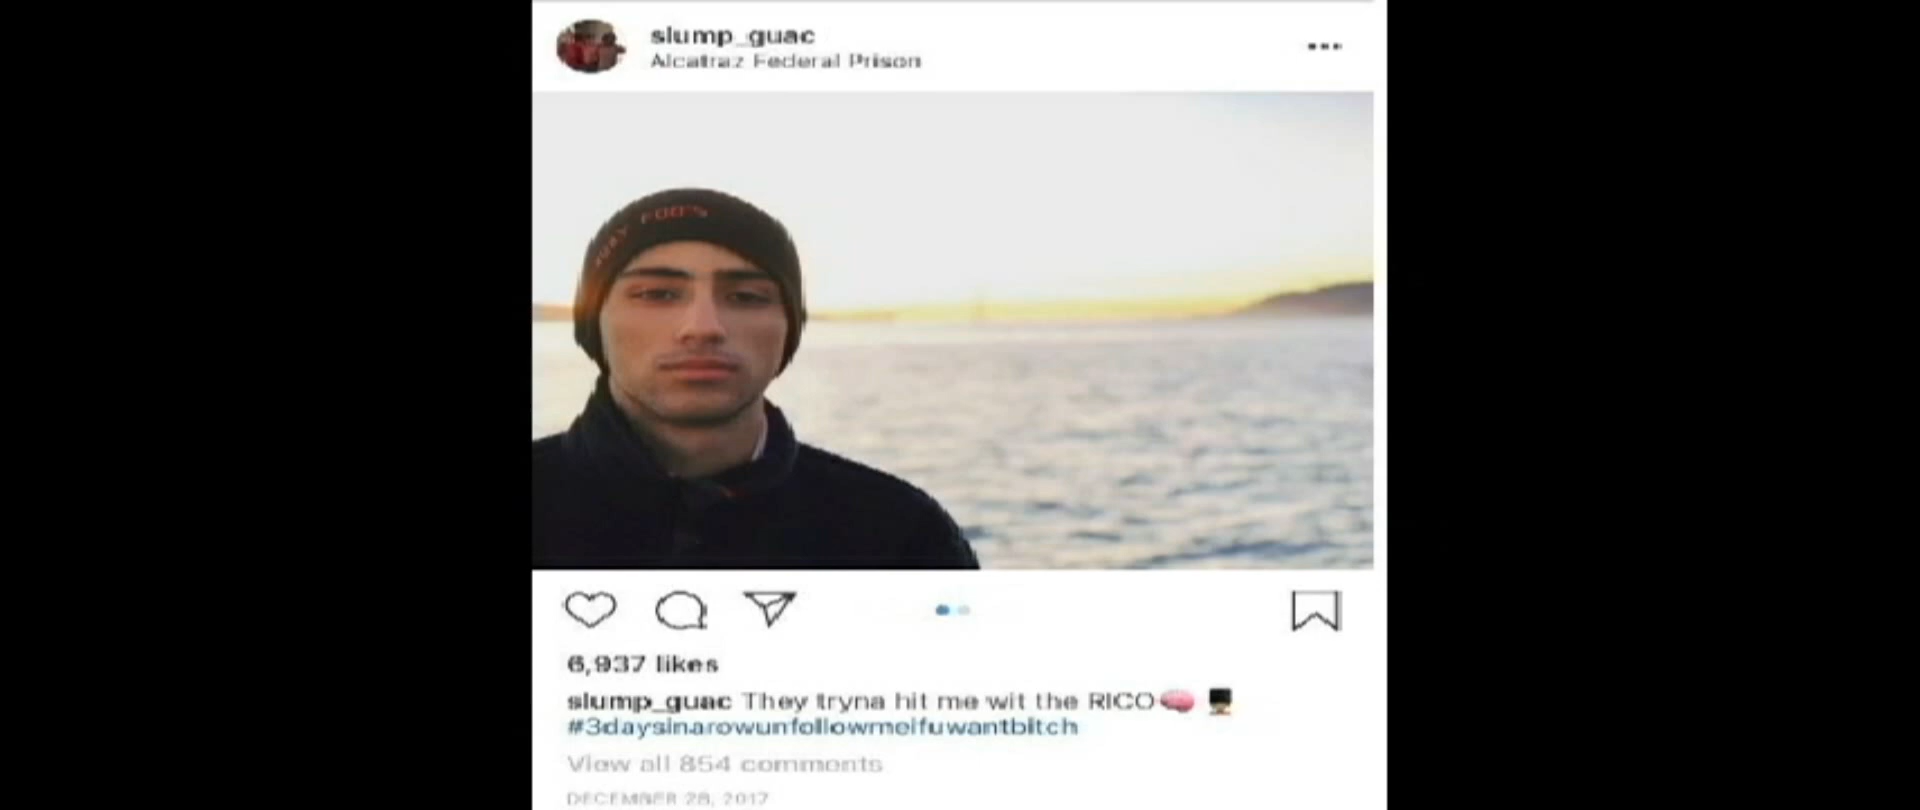 slump_guac
Alcatraz Federal Prison
6,937 likes
slump_guac They tryna hit me wit the RICO🧠 💂🏽
#3daysinarowunfollowmeifuwantbitch
View all 854 comments
DECEMBER 28, 2017